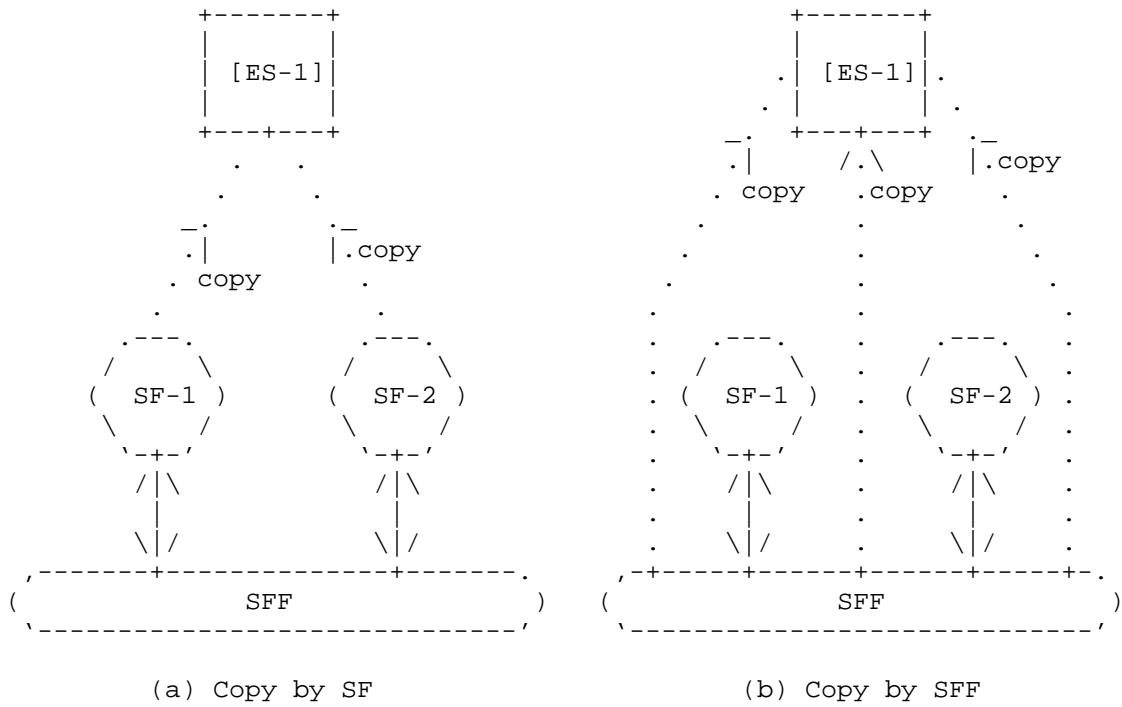 [ES-1] [ES-1]
copy
copy copy
copy
copy
SF-1 SF-2 SF-1 SF-2
SFF SFF
(a) Copy by SF (b) Copy by SFF